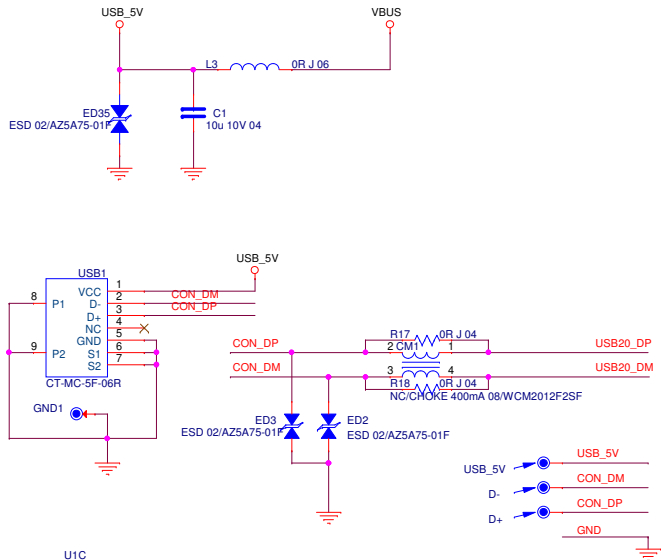 USB_5V
VBUS
L3
0R J 06
ED35
ESD 02/AZ5A75-01F
C1
10u 10V 04
USB_5V
USB1
VCC 1
D- 2
CON_DM
D+ 3
CON_DP
NC 4
GND 5
S1 6
S2 7
8 P1
9 P2
CT-MC-5F-06R
GND1
R17
0R J 04
CON_DP
2 CM1 1
USB20_DP
CON_DM
3 4
USB20_DM
R18 0R J 04
NC/CHOKE 400mA 08/WCM2012F2SF
ED3
ESD 02/AZ5A75-01F
ED2
ESD 02/AZ5A75-01F
USB_5V
USB_5V
D-
CON_DM
D+
CON_DP
GND
U1C